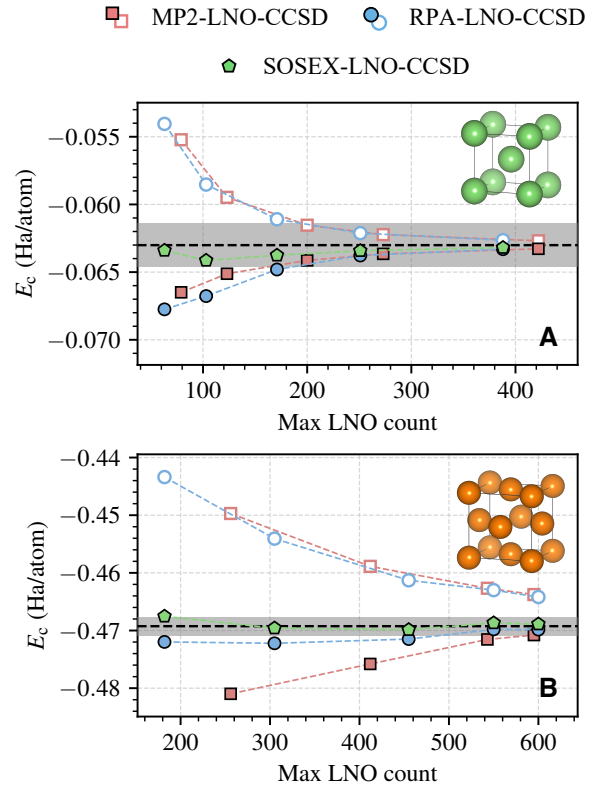 MP2-LNO-CCSD RPA-LNO-CCSD
SOSEX-LNO-CCSD
−0.055
−0.060
−0.065
−0.070
E_c (Ha/atom)
A
100 200 300 400
Max LNO count
−0.44
−0.45
−0.46
−0.47
−0.48
E_c (Ha/atom)
B
200 300 400 500 600
Max LNO count